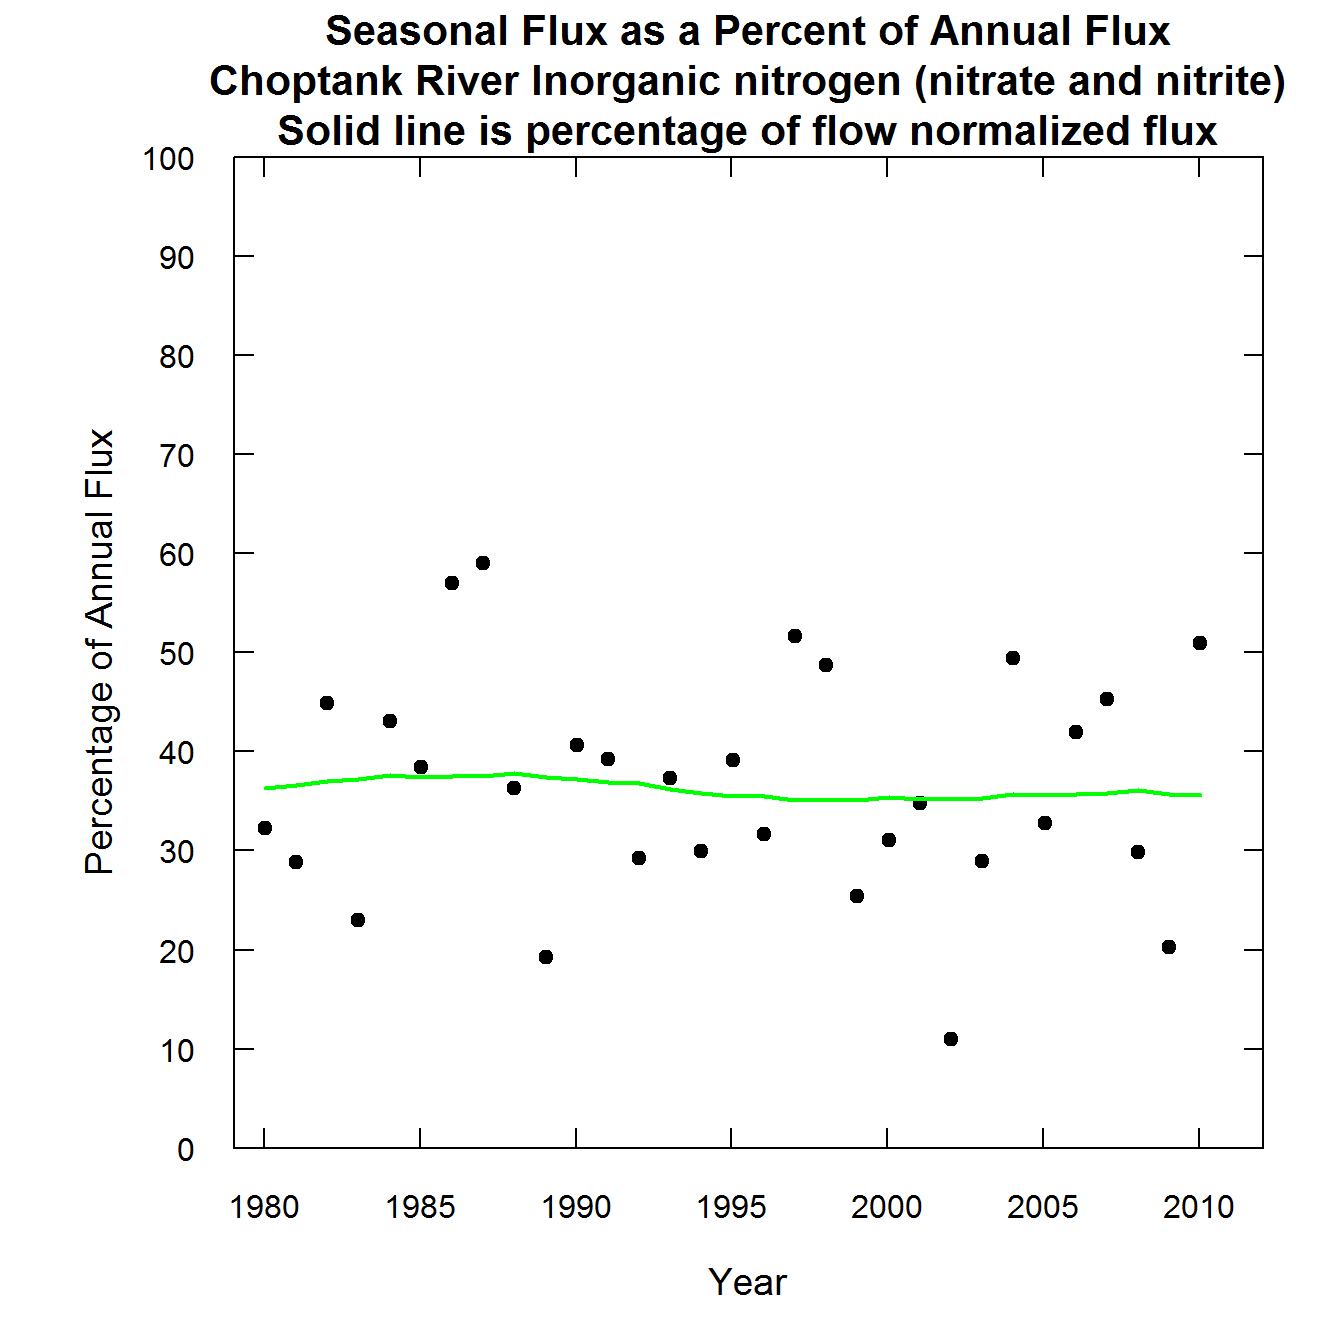 Seasonal Flux as a Percent of Annual Flux
Choptank River Inorganic nitrogen (nitrate and nitrite)
Solid line is percentage of flow normalized flux
100
90
80
70
60
50
40
30
20
10
0
Percentage of Annual Flux
1980 1985 1990 1995 2000 2005 2010
Year